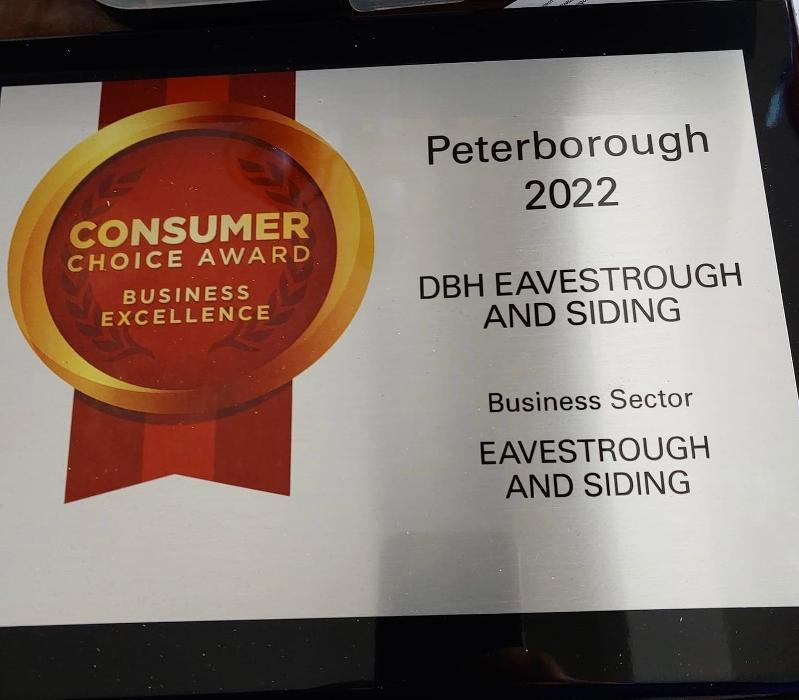 CONSUMER
CHOICE AWARD
BUSINESS
EXCELLENCE
Peterborough
2022
DBH EAVESTROUGH
AND SIDING
Business Sector
EAVESTROUGH
AND SIDING